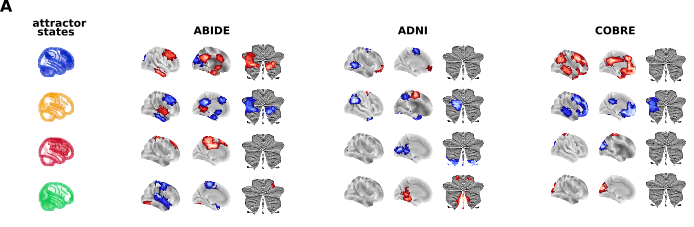 A
attractor
states
ABIDE
ADNI
COBRE